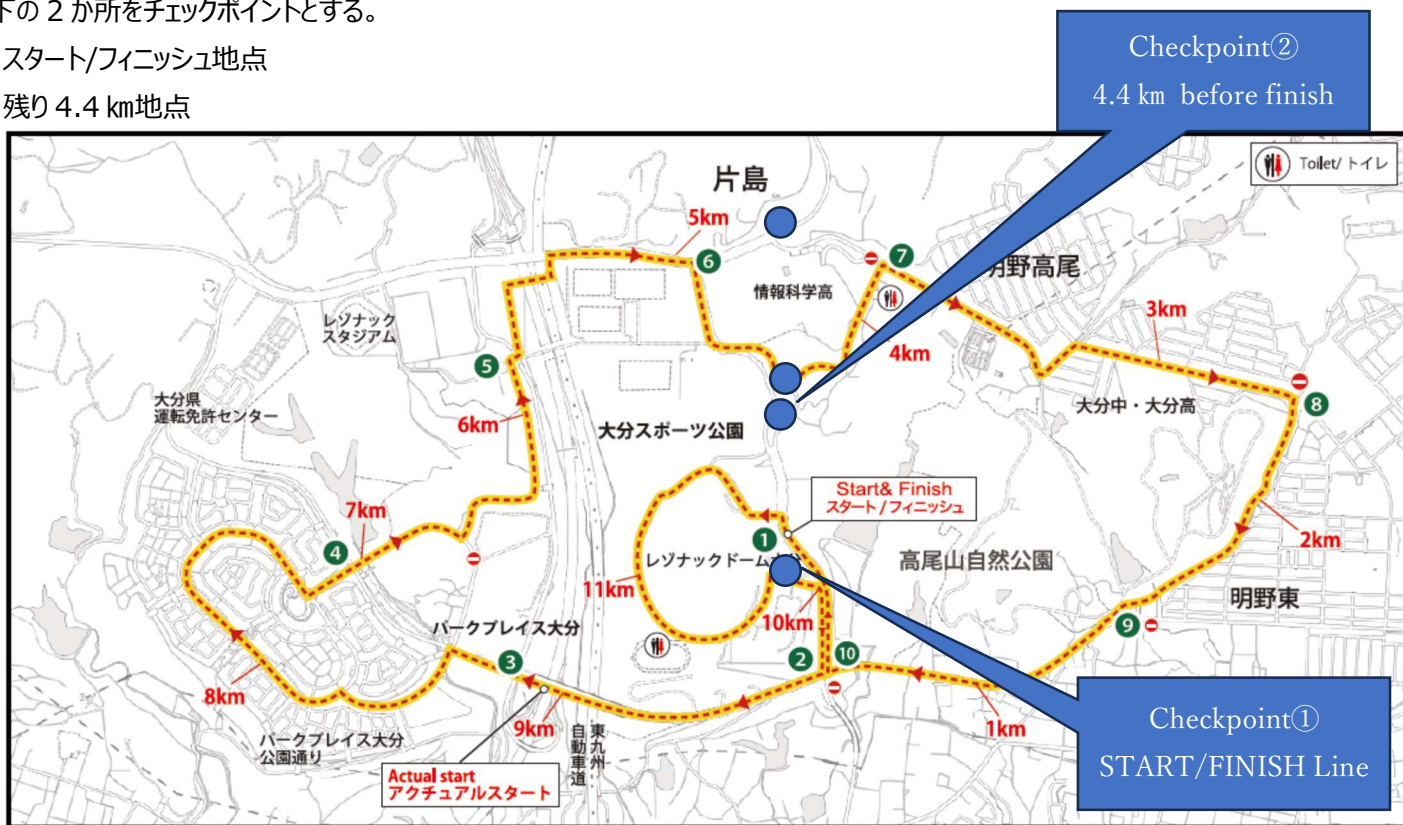 下の 2 か所をチェックポイントとする。
スタート/フィニッシュ地点
残り 4.4 ㎞地点
Checkpoint②
4.4 ㎞ before finish
Toilet/ トイレ
片島
5km
6
7
明野高尾
情報科学高
3km
レゾナック
スタジアム
4km
5
8
大分県
運転免許センター
大分中・大分高
6km
大分スポーツ公園
Start& Finish
スタート / フィニッシュ
7km
4
1
2km
レゾナックドーム大分
高尾山自然公園
11km
明野東
10km
9
パークプレイス大分
3
2
10
8km
9km
1km
東九州
自動車道
パークプレイス大分
公園通り
Actual start
アクチュアルスタート
Checkpoint①
START/FINISH Line